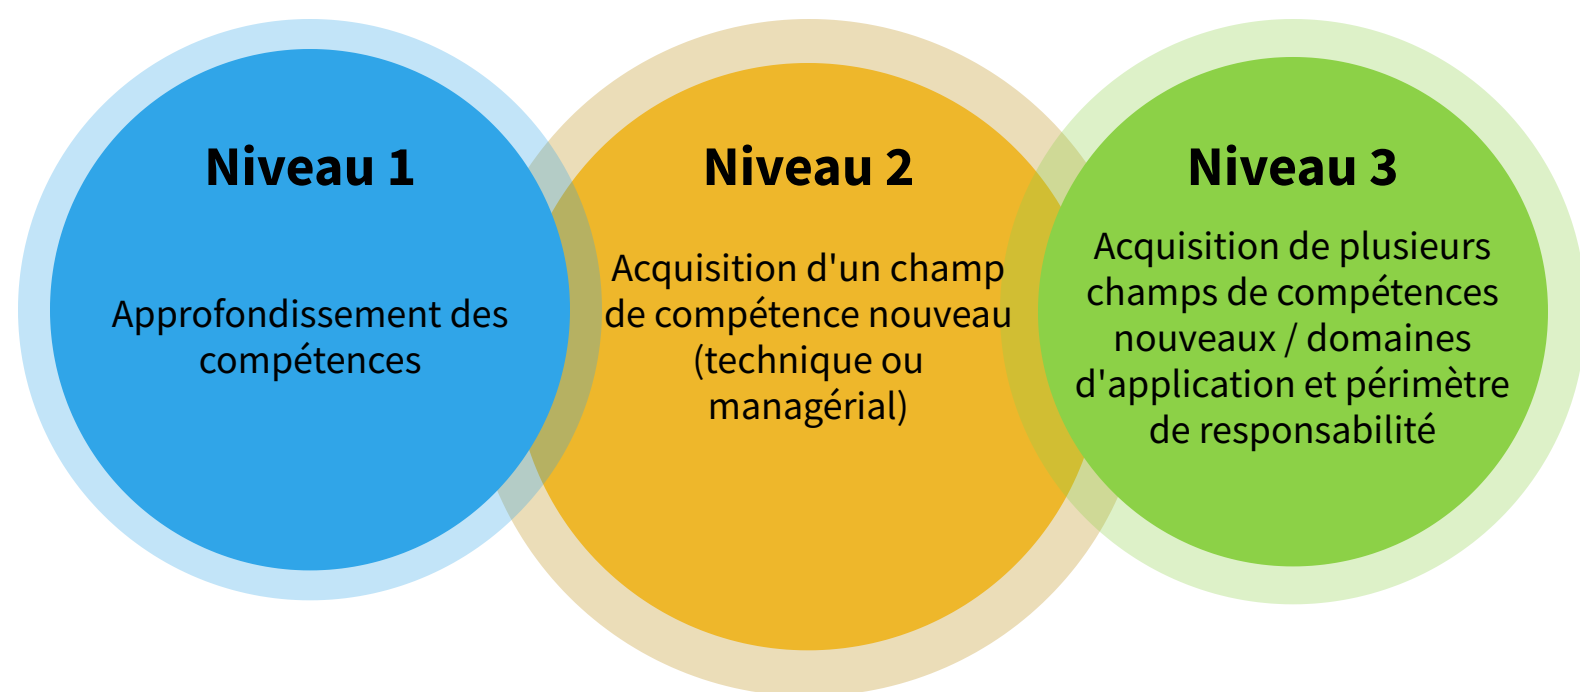 Niveau 1
Approfondissement des
compétences
Niveau 2
Acquisition d'un champ
de compétence nouveau
(technique ou
managérial)
Niveau 3
Acquisition de plusieurs
champs de compétences
nouveaux / domaines
d'application et périmètre
de responsabilité